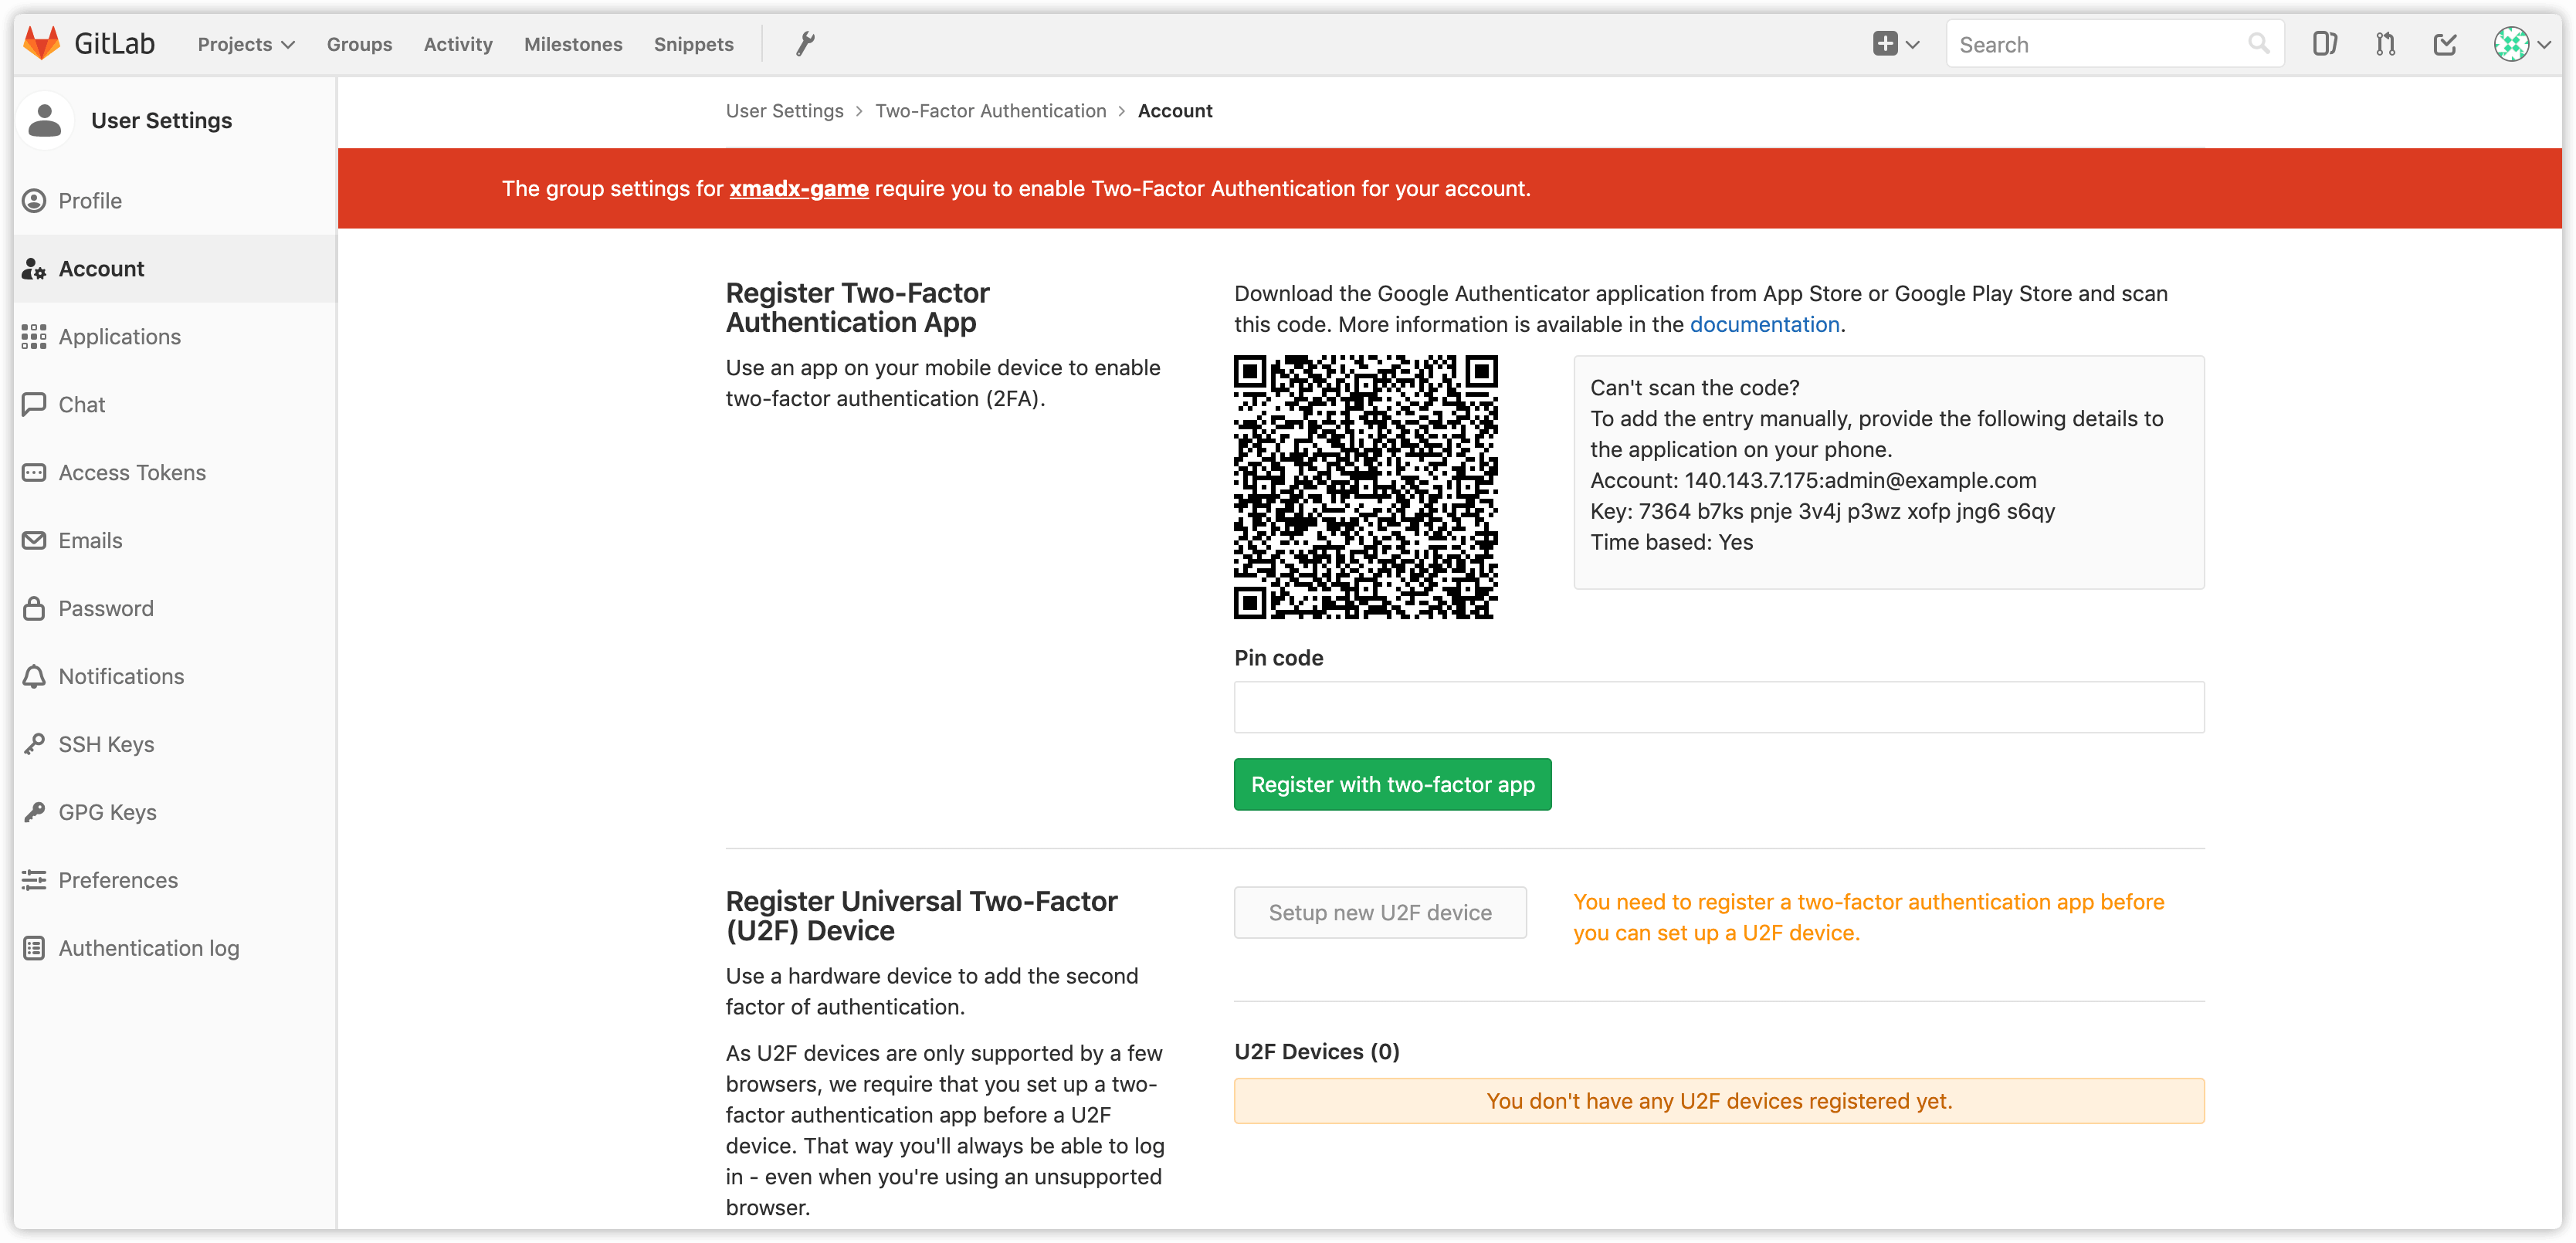 GitLab
Projects
Groups
Activity
Milestones
Snippets
Search
User Settings
Profile
Account
Applications
Chat
Access Tokens
Emails
Password
Notifications
SSH Keys
GPG Keys
Preferences
Authentication log
User Settings > Two-Factor Authentication > Account
The group settings for xmadx-game require you to enable Two-Factor Authentication for your account.
Register Two-Factor
Authentication App
Use an app on your mobile device to enable
two-factor authentication (2FA).
Download the Google Authenticator application from App Store or Google Play Store and scan
this code. More information is available in the documentation.
Can't scan the code?
To add the entry manually, provide the following details to
the application on your phone.
Account: 140.143.7.175:admin@example.com
Key: 7364 b7ks pnje 3v4j p3wz xofp jng6 s6qy
Time based: Yes
Pin code
Register with two-factor app
Register Universal Two-Factor
(U2F) Device
Use a hardware device to add the second
factor of authentication.
As U2F devices are only supported by a few
browsers, we require that you set up a two-
factor authentication app before a U2F
device. That way you'll always be able to log
in - even when you're using an unsupported
browser.
Setup new U2F device
You need to register a two-factor authentication app before
you can set up a U2F device.
U2F Devices (0)
You don't have any U2F devices registered yet.